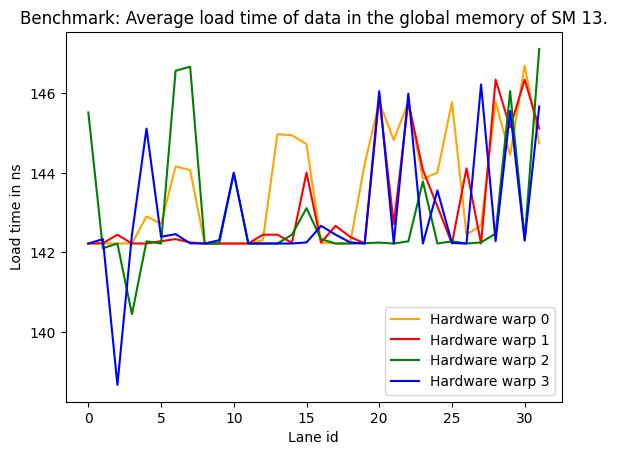 Benchmark: Average load time of data in the global memory of SM 13.
Load time in ns
146
144
142
140
Hardware warp 0
Hardware warp 1
Hardware warp 2
Hardware warp 3
0
5
10
15
20
25
30
Lane id